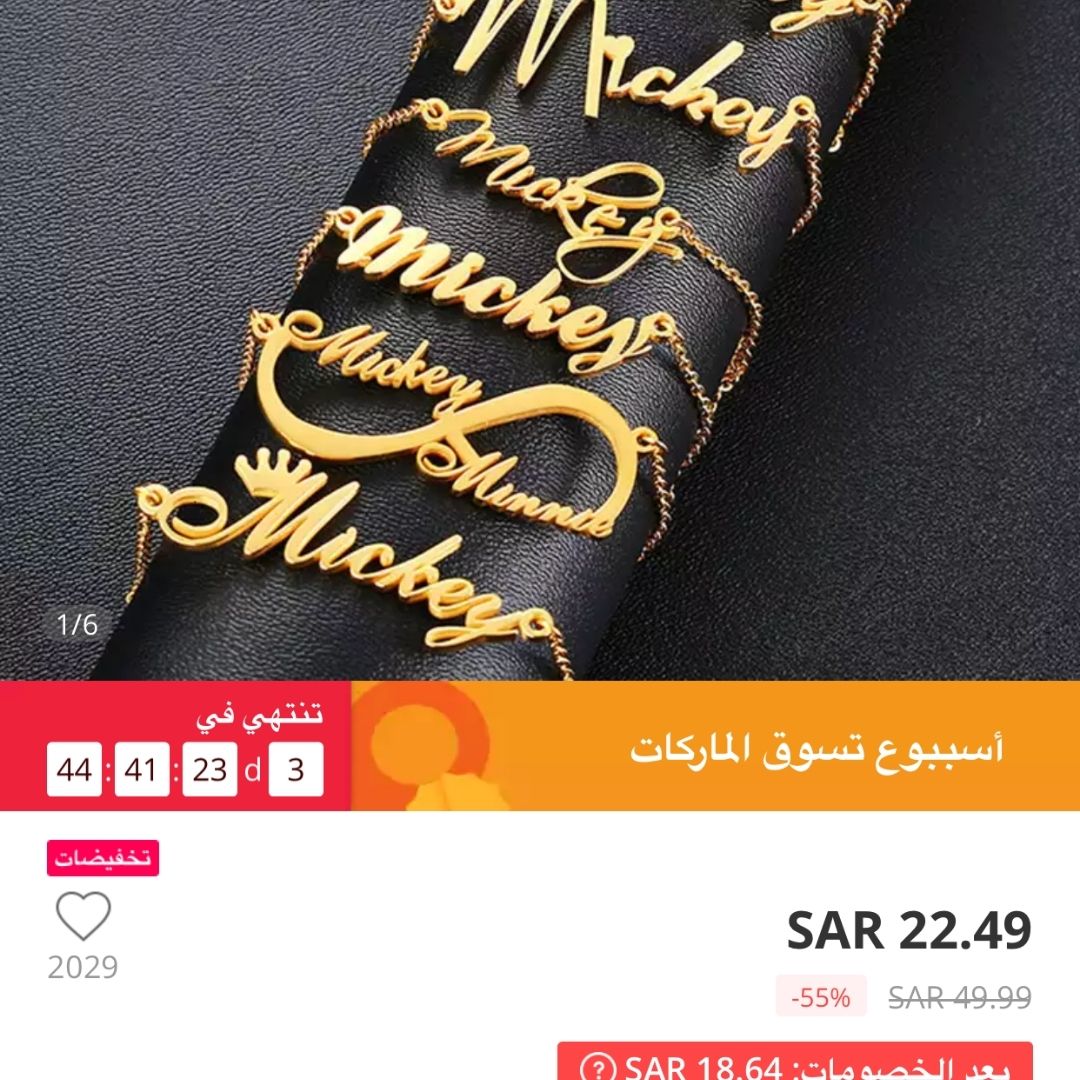 Mickey
Mickey
Mickey
Mickey
Minnie
Mickey
1/6
أسببوع تسوق الماركات
تنتهي في
3 d 23 : 41 : 44
تخفيضات
2029
SAR 22.49
-55% SAR 49.99
بعد الخصومات: SAR 18.64